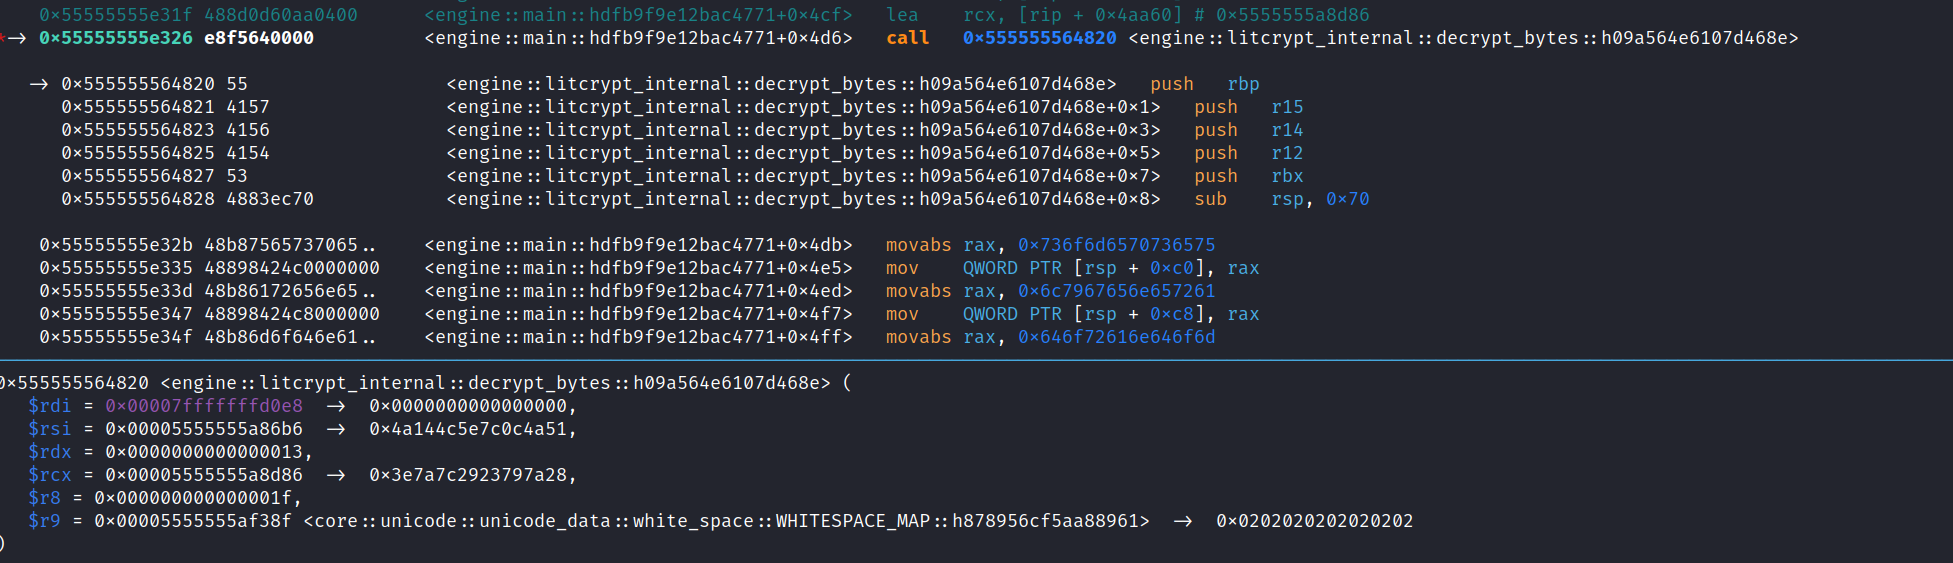 0x55555555e31f 488d0d60aa0400 <engine::main::hdfb9f9e12bac4771+0x4cf> lea rcx, [rip + 0x4aa60] # 0x5555555a8d86
*→ 0x55555555e326 e8f5640000 <engine::main::hdfb9f9e12bac4771+0x4d6> call 0x555555564820 <engine::litcrypt_internal::decrypt_bytes::h09a564e6107d468e>
→ 0x555555564820 55 <engine::litcrypt_internal::decrypt_bytes::h09a564e6107d468e> push rbp
0x555555564821 4157 <engine::litcrypt_internal::decrypt_bytes::h09a564e6107d468e+0x1> push r15
0x555555564823 4156 <engine::litcrypt_internal::decrypt_bytes::h09a564e6107d468e+0x3> push r14
0x555555564825 4154 <engine::litcrypt_internal::decrypt_bytes::h09a564e6107d468e+0x5> push r12
0x555555564827 53 <engine::litcrypt_internal::decrypt_bytes::h09a564e6107d468e+0x7> push rbx
0x555555564828 4883ec70 <engine::litcrypt_internal::decrypt_bytes::h09a564e6107d468e+0x8> sub rsp, 0x70
0x55555555e32b 48b87565737065.. <engine::main::hdfb9f9e12bac4771+0x4db> movabs rax, 0x736f6d6570736575
0x55555555e335 48898424c0000000 <engine::main::hdfb9f9e12bac4771+0x4e5> mov QWORD PTR [rsp + 0xc0], rax
0x55555555e33d 48b86172656e65.. <engine::main::hdfb9f9e12bac4771+0x4ed> movabs rax, 0x6c7967656e657261
0x55555555e347 48898424c8000000 <engine::main::hdfb9f9e12bac4771+0x4f7> mov QWORD PTR [rsp + 0xc8], rax
0x55555555e34f 48b86d6f646e61.. <engine::main::hdfb9f9e12bac4771+0x4ff> movabs rax, 0x646f72616e646f6d
0x555555564820 <engine::litcrypt_internal::decrypt_bytes::h09a564e6107d468e> (
$rdi = 0x00007fffffffd0e8 → 0x0000000000000000,
$rsi = 0x00005555555a86b6 → 0x4a144c5e7c0c4a51,
$rdx = 0x0000000000000013,
$rcx = 0x00005555555a8d86 → 0x3e7a7c2923797a28,
$r8 = 0x000000000000001f,
$r9 = 0x00005555555af38f <core::unicode::unicode_data::white_space::WHITESPACE_MAP::h878956cf5aa88961> → 0x0202020202020202
)